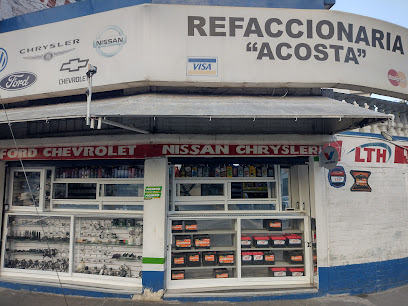 REFACCIONARIA
"ACOSTA"
CHRYSLER
NISSAN
CHEVROLET
Ford
VISA
FORD CHEVROLET NISSAN CHRYSLER
LTH